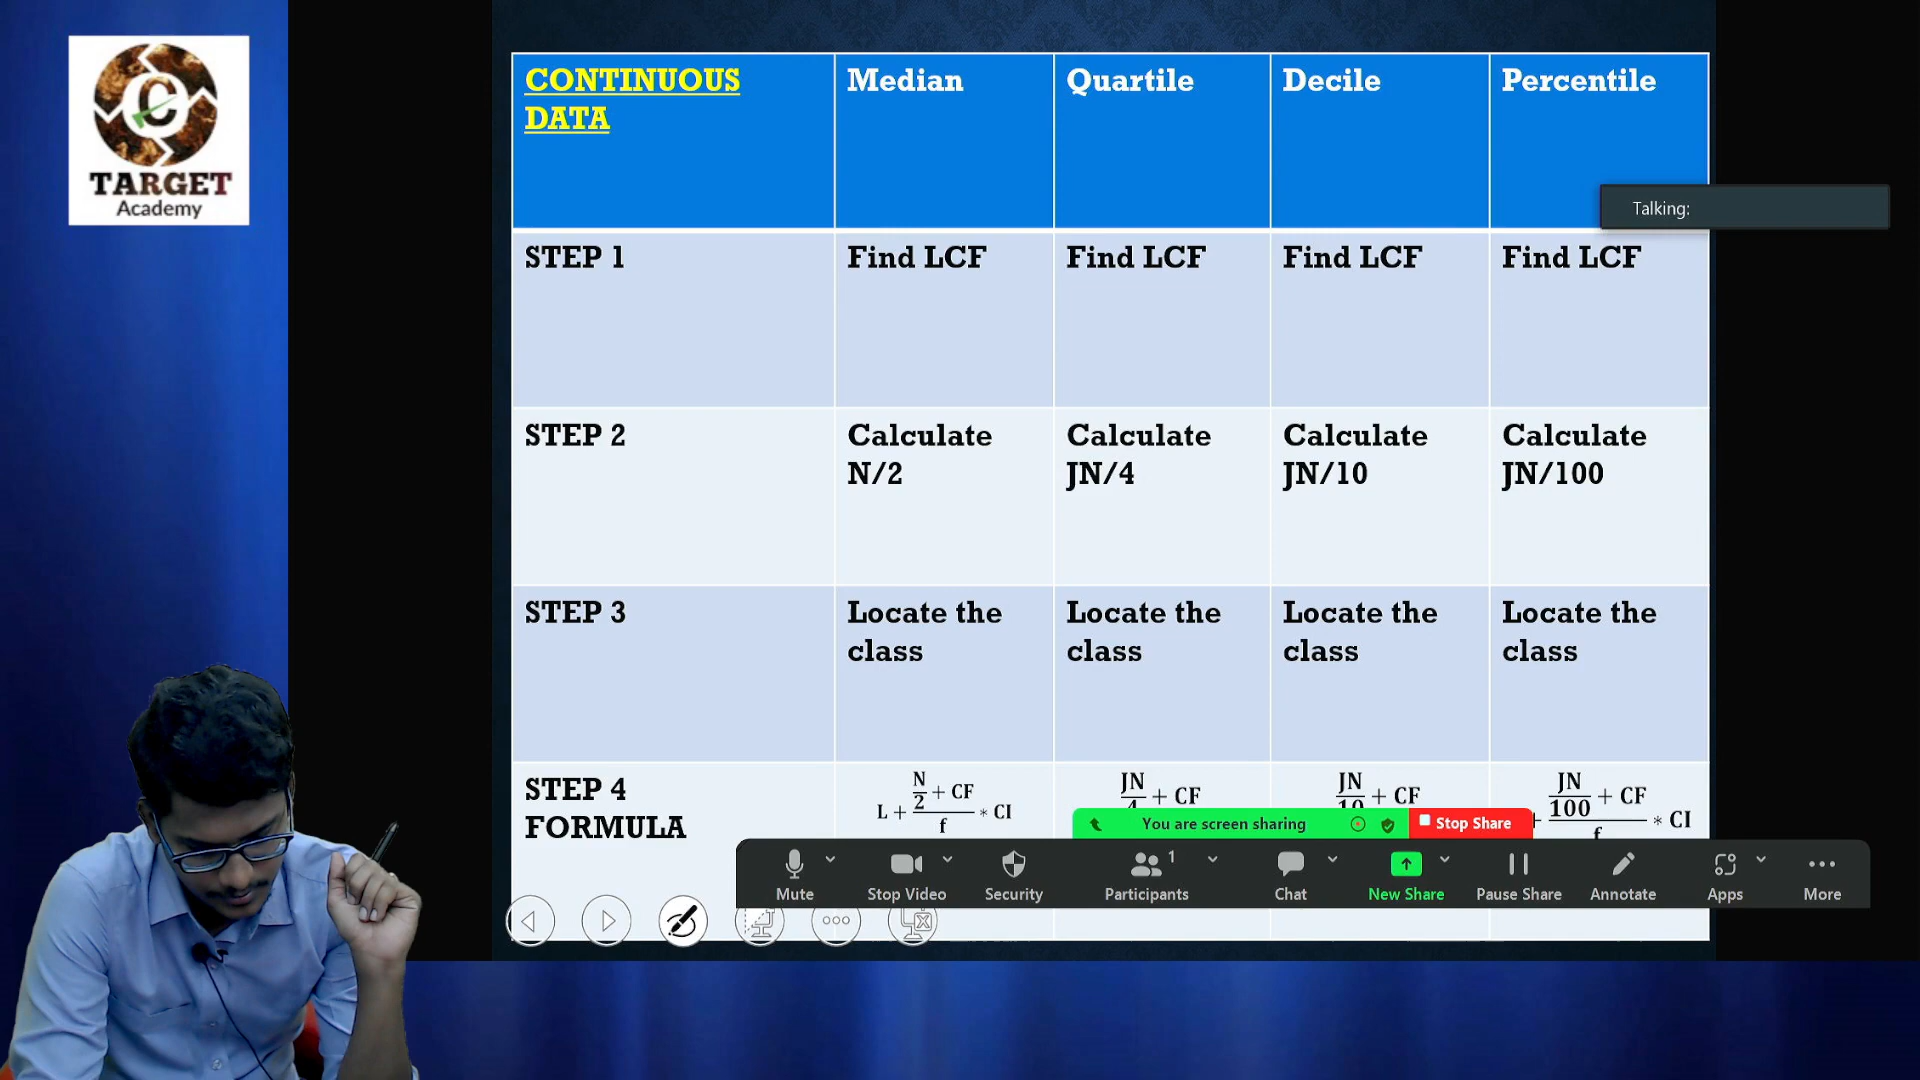 C
TARGET
Academy
CONTINUOUS
DATA
Median
Quartile
Decile
Percentile
Talking:
STEP 1
Find LCF
Find LCF
Find LCF
Find LCF
STEP 2
Calculate
N/2
Calculate
JN/4
Calculate
JN/10
Calculate
JN/100
STEP 3
Locate the
class
Locate the
class
Locate the
class
Locate the
class
STEP 4
FORMULA
L + (N/2 + CF)/f * CI
JN/4 + CF
JN/10 + CF
+ (JN/100 + CF)/f * CI
You are screen sharing
Stop Share
Mute
Stop Video
Security
Participants
1
Chat
New Share
Pause Share
Annotate
Apps
More